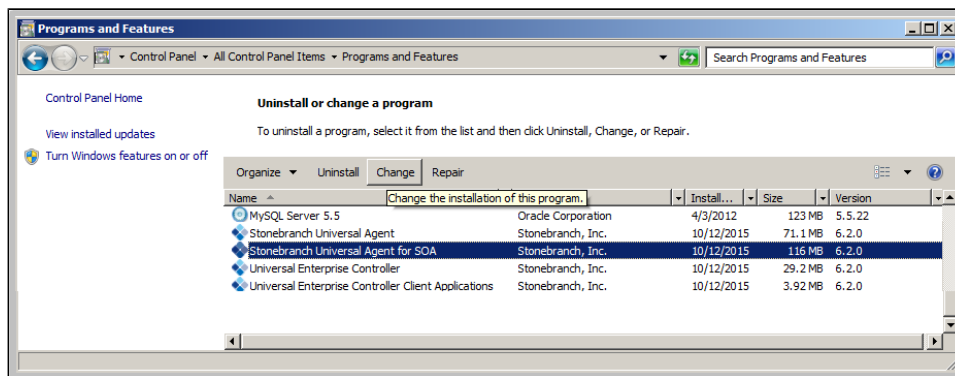 Programs and Features
Control Panel All Control Panel Items Programs and Features Search Programs and Features
Control Panel Home
Uninstall or change a program
View installed updates To uninstall a program, select it from the list and then click Uninstall, Change, or Repair.
Turn Windows features on or off
Organize Uninstall Change Repair
Name Change the installation of this program. Install... Size Version
MySQL Server 5.5 Oracle Corporation 4/3/2012 123 MB 5.5.22
Stonebranch Universal Agent Stonebranch, Inc. 10/12/2015 71.1 MB 6.2.0
Stonebranch Universal Agent for SOA Stonebranch, Inc. 10/12/2015 116 MB 6.2.0
Universal Enterprise Controller Stonebranch, Inc. 10/12/2015 29.2 MB 6.2.0
Universal Enterprise Controller Client Applications Stonebranch, Inc. 10/12/2015 3.92 MB 6.2.0